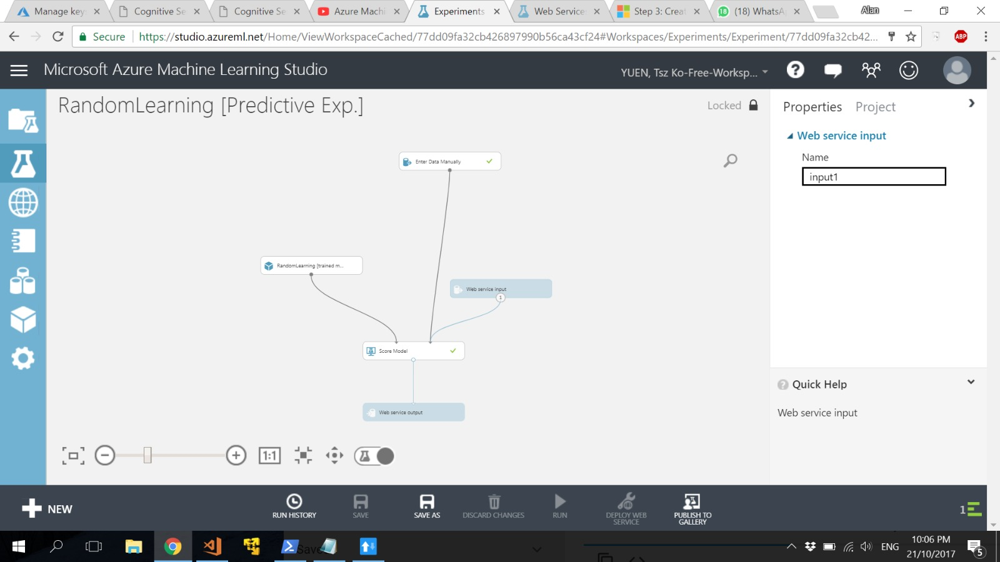 Manage key
Cognitive Se
Cognitive Se
Azure Machi
Experiments
Web Service
Step 3: Creat
(18) WhatsA
Alan
Secure
https://studio.azureml.net/Home/ViewWorkspaceCached/77dd09fa32cb426897990b56ca43cf24#Workspaces/Experiments/Experiment/77dd09fa32cb42...
ABP
Microsoft Azure Machine Learning Studio
YUEN, Tsz Ko-Free-Worksp...
RandomLearning [Predictive Exp.]
Locked
Properties
Project
Web service input
Name
input1
Enter Data Manually
RandomLearning [trained m...
Web service input
1
Score Model
Web service output
Quick Help
Web service input
1:1
NEW
RUN HISTORY
SAVE
SAVE AS
DISCARD CHANGES
RUN
DEPLOY WEB
SERVICE
PUBLISH TO
GALLERY
1
Save
ENG
10:06 PM
21/10/2017
5